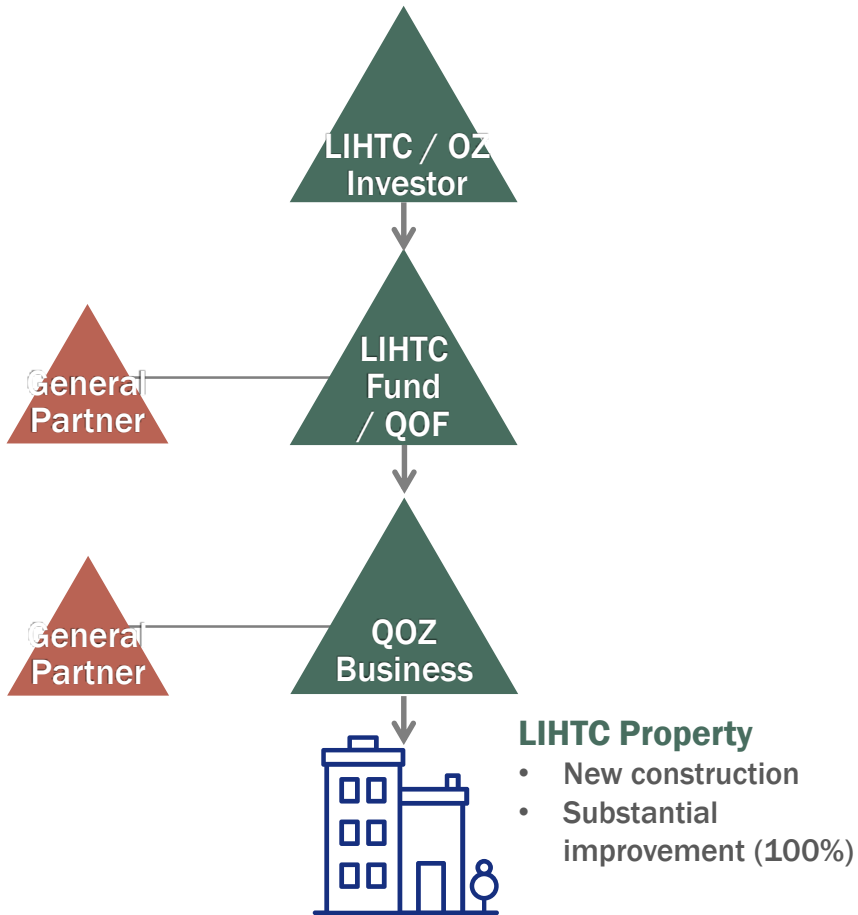 LIHTC / OZ
Investor
LIHTC
Fund
/ QOF
General
Partner
QOZ
Business
General
Partner
LIHTC Property
• New construction
• Substantial
improvement (100%)